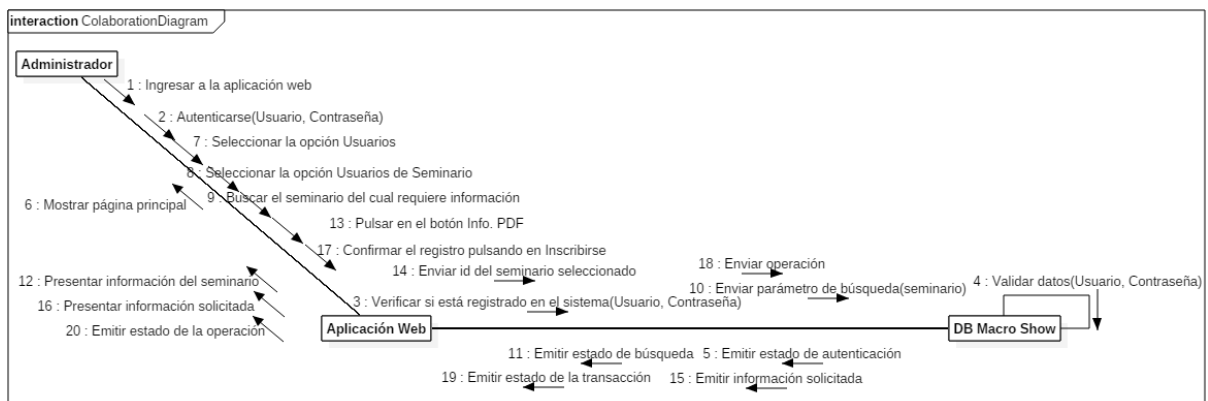 interaction ColaborationDiagram
Administrador
1 : Ingresar a la aplicación web
2 : Autenticarse(Usuario, Contraseña)
7 : Seleccionar la opción Usuarios
8 : Seleccionar la opción Usuarios de Seminario
9 : Buscar el seminario del cual requiere información
6 : Mostrar página principal
13 : Pulsar en el botón Info. PDF
17 : Confirmar el registro pulsando en Inscribirse
14 : Enviar id del seminario seleccionado
18 : Enviar operación
12 : Presentar información del seminario
10 : Enviar parámetro de búsqueda(seminario)
4 : Validar datos(Usuario, Contraseña)
16 : Presentar información solicitada
3 : Verificar si está registrado en el sistema(Usuario, Contraseña)
20 : Emitir estado de la operación
Aplicación Web
DB Macro Show
11 : Emitir estado de búsqueda
5 : Emitir estado de autenticación
19 : Emitir estado de la transacción
15 : Emitir información solicitada